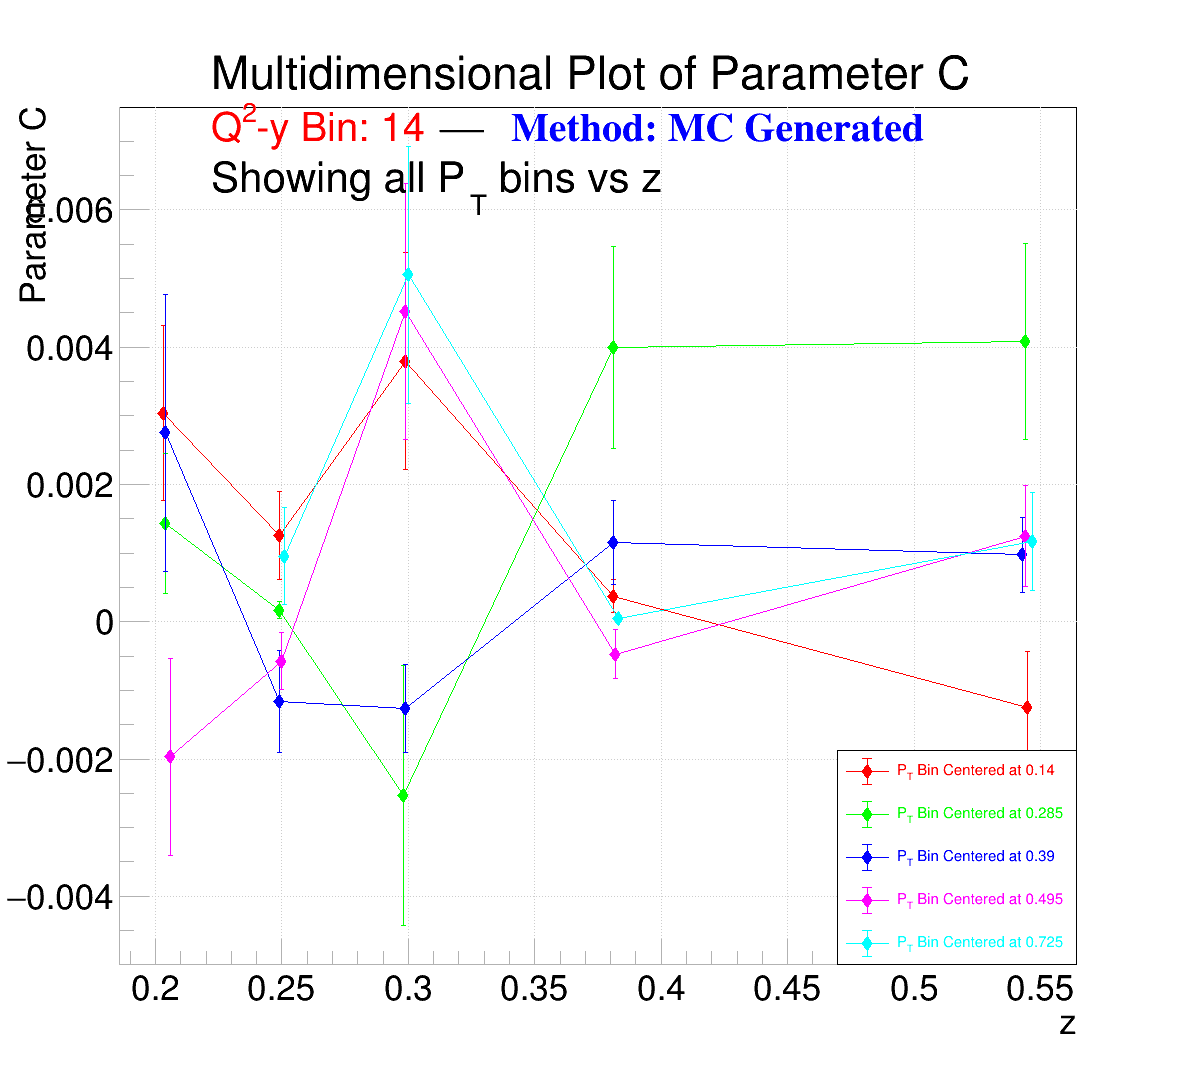 Multidimensional Plot of Parameter C
Q²-y Bin: 14 — Method: MC Generated
Showing all P_T bins vs z
Parameter C
0.006
0.004
0.002
0
−0.002
−0.004
0.2 0.25 0.3 0.35 0.4 0.45 0.5 0.55
z
P_T Bin Centered at 0.14
P_T Bin Centered at 0.285
P_T Bin Centered at 0.39
P_T Bin Centered at 0.495
P_T Bin Centered at 0.725